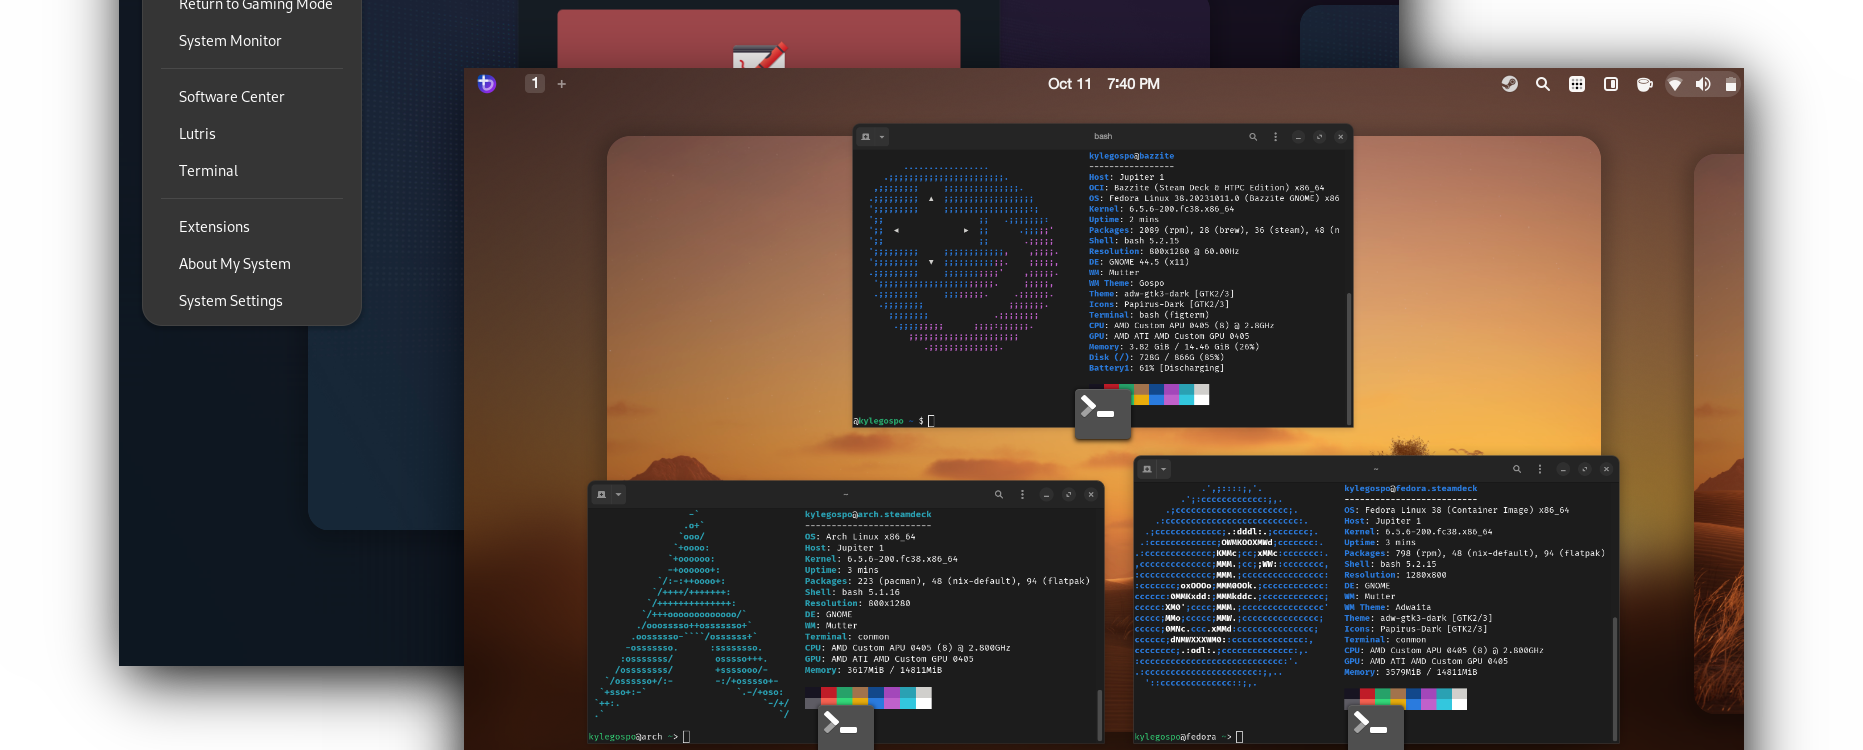 Return to Gaming Mode
System Monitor
Software Center
Lutris
Terminal
Extensions
About My System
System Settings
1 +
Oct 11 7:40 PM
bash
kylegospo@bazzite
-----------------
Host: Jupiter 1
OCI: Bazzite (Steam Deck & HTPC Edition) x86_64
OS: Fedora Linux 38.20231011.0 (Bazzite GNOME) x86
Kernel: 6.5.6-200.fc38.x86_64
Uptime: 2 mins
Packages: 2089 (rpm), 28 (brew), 36 (steam), 48 (n
Shell: bash 5.2.15
Resolution: 800x1280 @ 60.00Hz
DE: GNOME 44.5 (x11)
WM: Mutter
WM Theme: Gospo
Theme: adw-gtk3-dark [GTK2/3]
Icons: Papirus-Dark [GTK2/3]
Terminal: bash (figterm)
CPU: AMD Custom APU 0405 (8) @ 2.8GHz
GPU: AMD ATI AMD Custom GPU 0405
Memory: 3.82 GiB / 14.46 GiB (26%)
Disk (/): 728G / 866G (85%)
Battery1: 61% [Discharging]
@kylegospo ~ $
~
kylegospo@arch.steamdeck
------------------------
OS: Arch Linux x86_64
Host: Jupiter 1
Kernel: 6.5.6-200.fc38.x86_64
Uptime: 3 mins
Packages: 223 (pacman), 48 (nix-default), 94 (flatpak)
Shell: bash 5.1.16
Resolution: 800x1280
DE: GNOME
WM: Mutter
Terminal: conmon
CPU: AMD Custom APU 0405 (8) @ 2.800GHz
GPU: AMD ATI AMD Custom GPU 0405
Memory: 3617MiB / 14811MiB
kylegospo@arch ~>
~
kylegospo@fedora.steamdeck
--------------------------
OS: Fedora Linux 38 (Container Image) x86_64
Host: Jupiter 1
Kernel: 6.5.6-200.fc38.x86_64
Uptime: 3 mins
Packages: 798 (rpm), 48 (nix-default), 94 (flatpak)
Shell: bash 5.2.15
Resolution: 1280x800
DE: GNOME
WM: Mutter
WM Theme: Adwaita
Theme: adw-gtk3-dark [GTK2/3]
Icons: Papirus-Dark [GTK2/3]
Terminal: conmon
CPU: AMD Custom APU 0405 (8) @ 2.800GHz
GPU: AMD ATI AMD Custom GPU 0405
Memory: 3579MiB / 14811MiB
kylegospo@fedora ~>